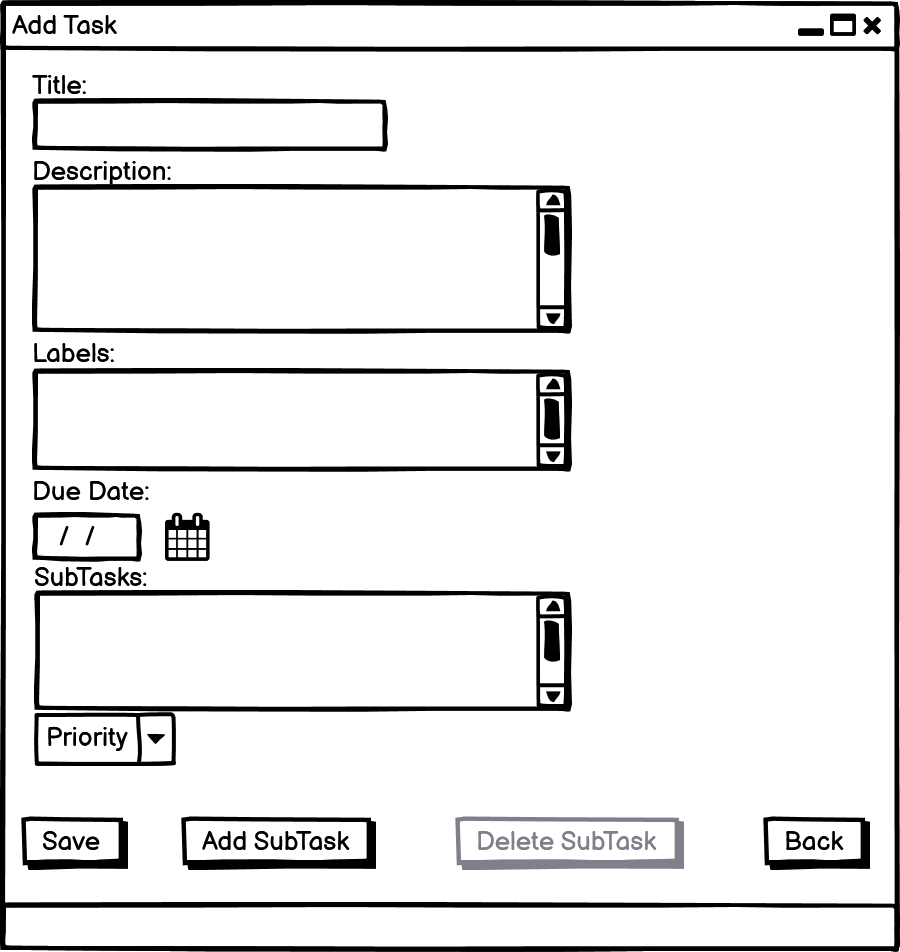 Add Task
Title:
Description:
Labels:
Due Date:
/ /
SubTasks:
Priority
Save
Add SubTask
Delete SubTask
Back